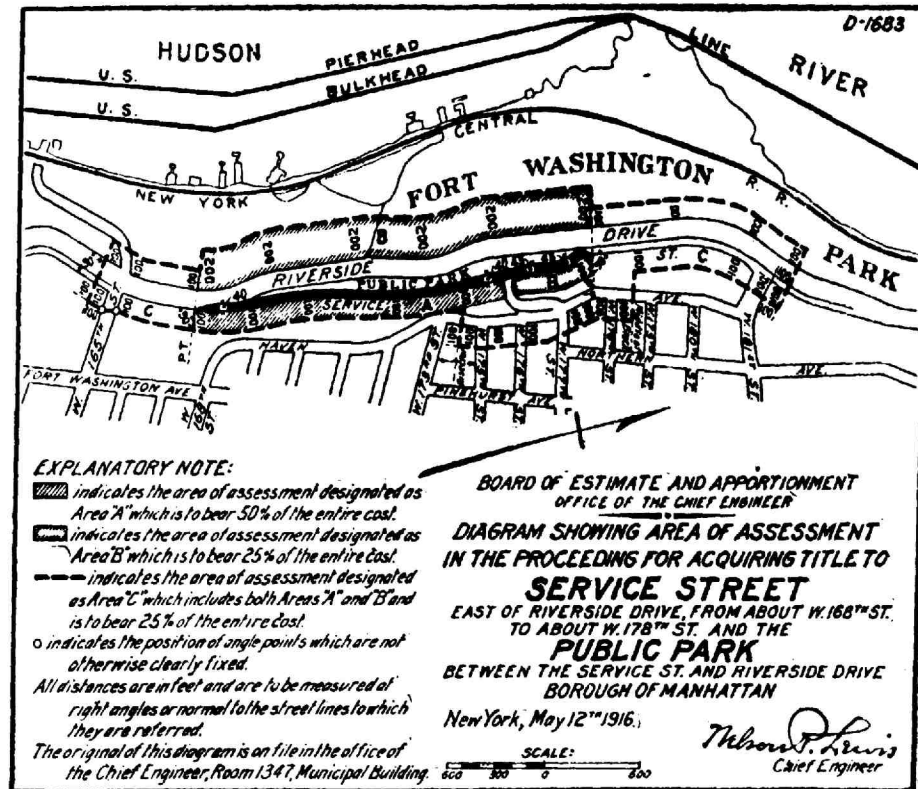 D-1683
HUDSON
RIVER
PIERHEAD
LINE
U. S.
BULKHEAD
U. S.
CENTRAL
NEW YORK
R. R.
FORT WASHINGTON
PARK
RIVERSIDE DRIVE
PUBLIC PARK
SERVICE ST.
A
B
C
C
HAVEN AVE
NORTHERN AVE.
PINEHURST AVE
FORT WASHINGTON AVE
W. 165TH ST.
W. 168TH ST.
EXPLANATORY NOTE:
indicates the area of assessment designated as
Area "A" which is to bear 50% of the entire cost.
indicates the area of assessment designated as
Area "B" which is to bear 25% of the entire cost.
indicates the area of assessment designated
as Area "C" which includes both Areas "A" and "B" and
is to bear 25% of the entire cost.
o indicates the position of angle points which are not
otherwise clearly fixed.
All distances are in feet and are to be measured at
right angles or normal to the street lines to which
they are referred.
The original of this diagram is on file in the office of
the Chief Engineer, Room 1347, Municipal Building.
BOARD OF ESTIMATE AND APPORTIONMENT
OFFICE OF THE CHIEF ENGINEER
DIAGRAM SHOWING AREA OF ASSESSMENT
IN THE PROCEEDING FOR ACQUIRING TITLE TO
SERVICE STREET
EAST OF RIVERSIDE DRIVE, FROM ABOUT W. 168TH ST.
TO ABOUT W. 178TH ST. AND THE
PUBLIC PARK
BETWEEN THE SERVICE ST. AND RIVERSIDE DRIVE
BOROUGH OF MANHATTAN
New York, May 12TH 1916.
SCALE:
600 300 0 600
Nelson P. Lewis
Chief Engineer